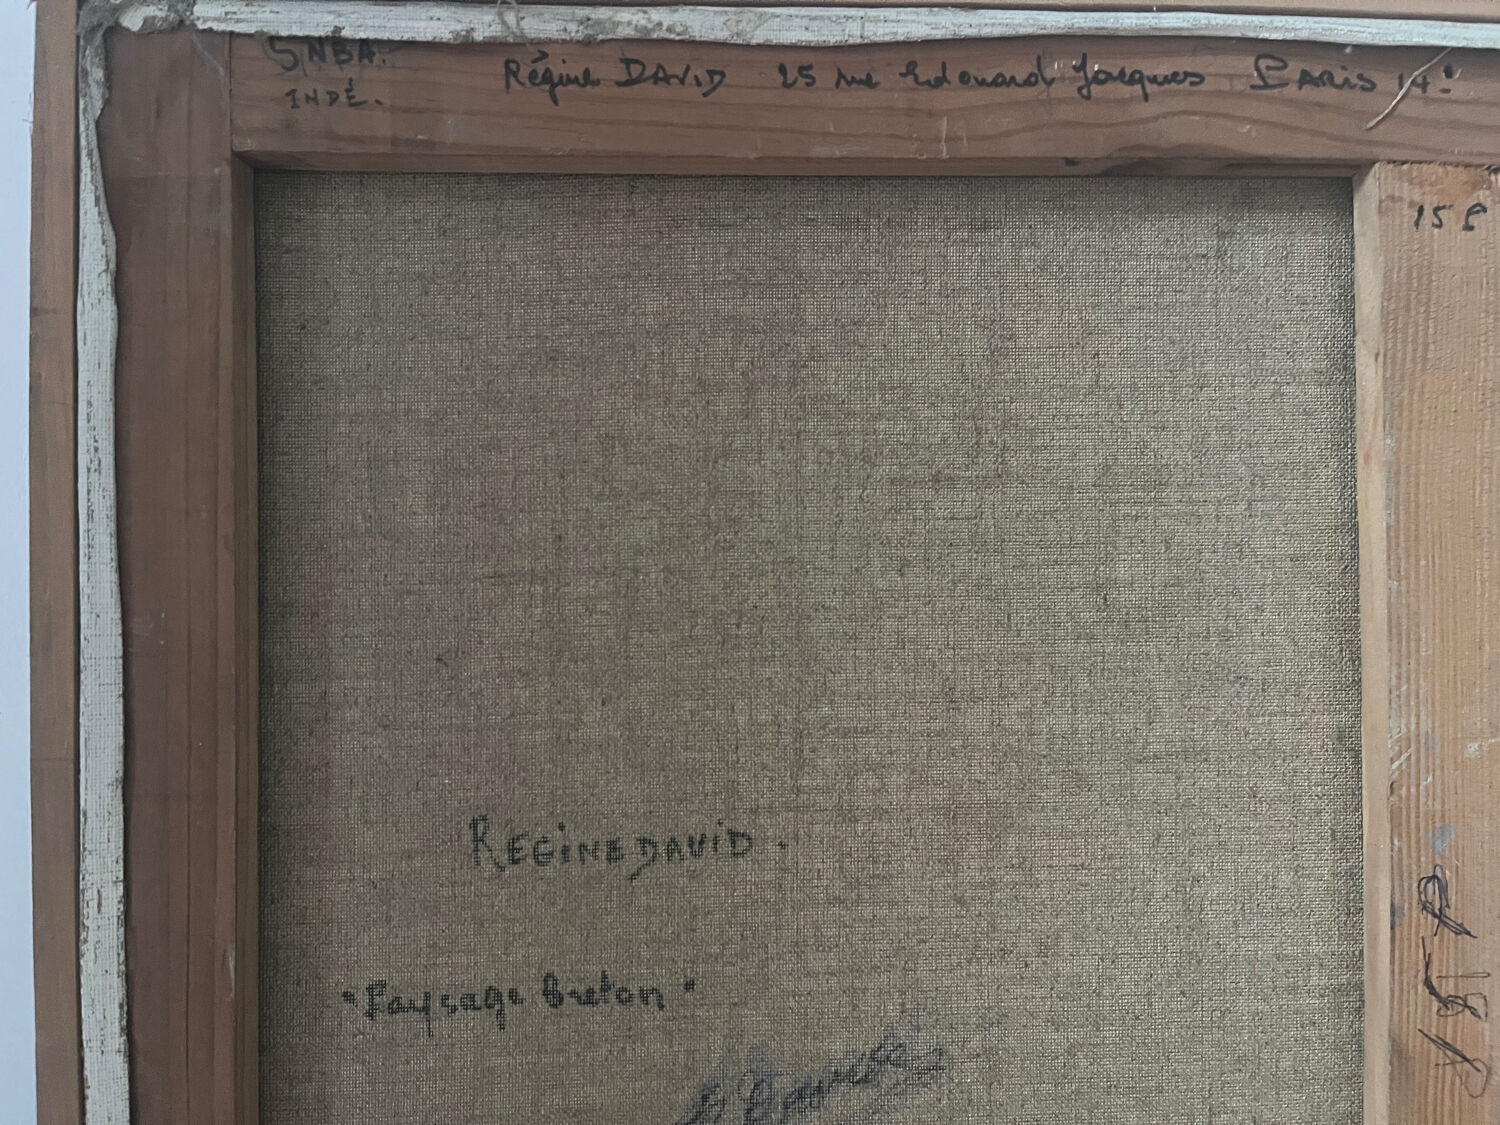 SNBA.
INDÉ.
Régine DAVID 25 rue Edouard Jacques PARIS 14e
15 P
REGINE DAVID.
"Paysage breton"